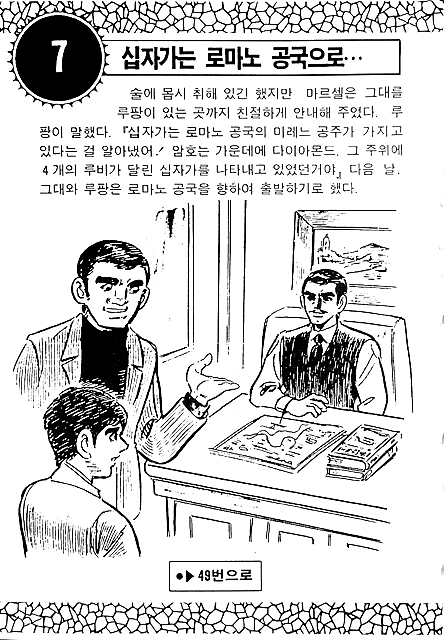 7
십자가는 로마노 공국으로…
술에 몹시 취해 있긴 했지만 마르셀은 그대를
루팡이 있는 곳까지 친절하게 안내해 주었다. 루
팡이 말했다. 『십자가는 로마노 공국의 미레느 공주가 가지고
있다는 걸 알아냈어.! 암호는 가운데에 다이아몬드. 그 주위에
4개의 루비가 달린 십자가를 나타내고 있었던거야』 다음 날.
그대와 루팡은 로마노 공국을 향하여 출발하기로 했다.
●▶ 49번으로